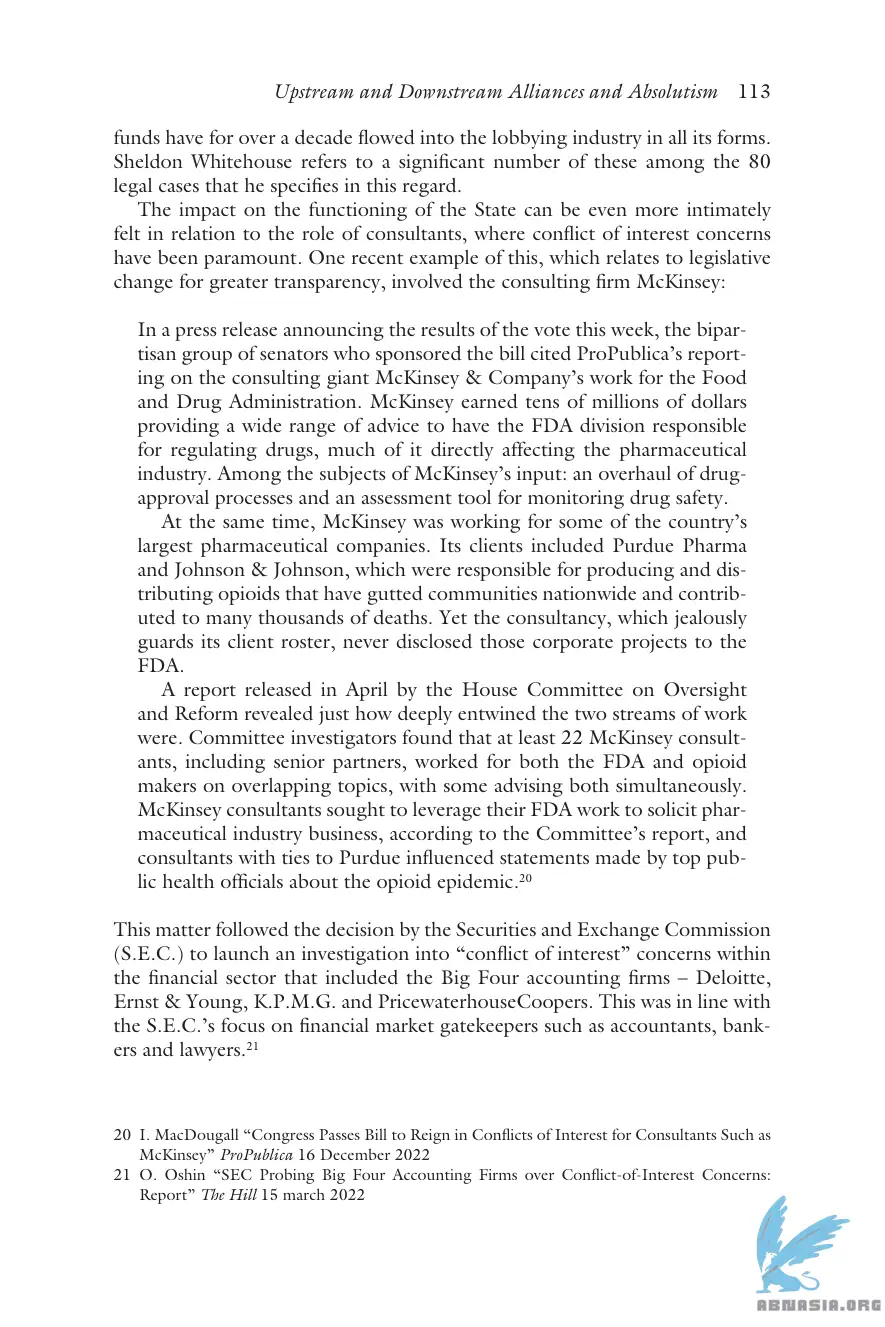 Upstream and Downstream Alliances and Absolutism 113
funds have for over a decade flowed into the lobbying industry in all its forms.
Sheldon Whitehouse refers to a significant number of these among the 80
legal cases that he specifies in this regard.
The impact on the functioning of the State can be even more intimately
felt in relation to the role of consultants, where conflict of interest concerns
have been paramount. One recent example of this, which relates to legislative
change for greater transparency, involved the consulting firm McKinsey:
In a press release announcing the results of the vote this week, the bipar-
tisan group of senators who sponsored the bill cited ProPublica’s report-
ing on the consulting giant McKinsey & Company’s work for the Food
and Drug Administration. McKinsey earned tens of millions of dollars
providing a wide range of advice to have the FDA division responsible
for regulating drugs, much of it directly affecting the pharmaceutical
industry. Among the subjects of McKinsey’s input: an overhaul of drug-
approval processes and an assessment tool for monitoring drug safety.
At the same time, McKinsey was working for some of the country’s
largest pharmaceutical companies. Its clients included Purdue Pharma
and Johnson & Johnson, which were responsible for producing and dis-
tributing opioids that have gutted communities nationwide and contrib-
uted to many thousands of deaths. Yet the consultancy, which jealously
guards its client roster, never disclosed those corporate projects to the
FDA.
A report released in April by the House Committee on Oversight
and Reform revealed just how deeply entwined the two streams of work
were. Committee investigators found that at least 22 McKinsey consult-
ants, including senior partners, worked for both the FDA and opioid
makers on overlapping topics, with some advising both simultaneously.
McKinsey consultants sought to leverage their FDA work to solicit phar-
maceutical industry business, according to the Committee’s report, and
consultants with ties to Purdue influenced statements made by top pub-
lic health officials about the opioid epidemic.20
This matter followed the decision by the Securities and Exchange Commission
(S.E.C.) to launch an investigation into “conflict of interest” concerns within
the financial sector that included the Big Four accounting firms – Deloitte,
Ernst & Young, K.P.M.G. and PricewaterhouseCoopers. This was in line with
the S.E.C.’s focus on financial market gatekeepers such as accountants, bank-
ers and lawyers.21
20 I. MacDougall “Congress Passes Bill to Reign in Conflicts of Interest for Consultants Such as
McKinsey” ProPublica 16 December 2022
21 O. Oshin “SEC Probing Big Four Accounting Firms over Conflict-of-Interest Concerns:
Report” The Hill 15 march 2022
ABNASIA.ORG